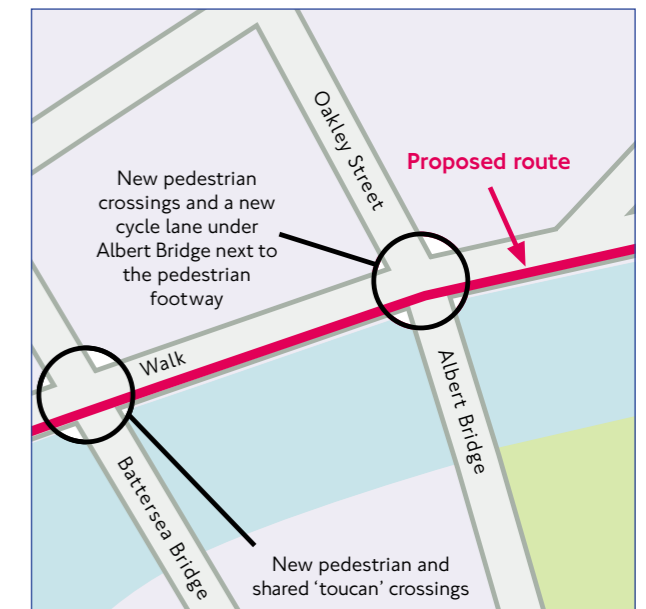 Oakley Street
Proposed route
New pedestrian
crossings and a new
cycle lane under
Albert Bridge next to
the pedestrian
footway
Walk
Albert Bridge
Battersea Bridge
New pedestrian and
shared ‘toucan’ crossings